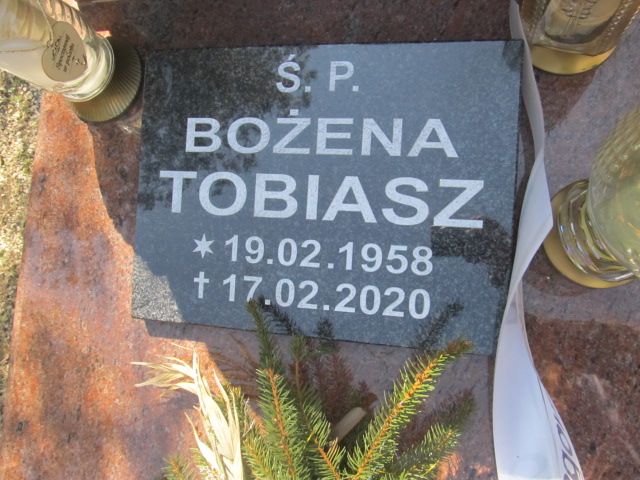 Ś. P.
BOŻENA
TOBIASZ
✶ 19.02.1958
† 17.02.2020